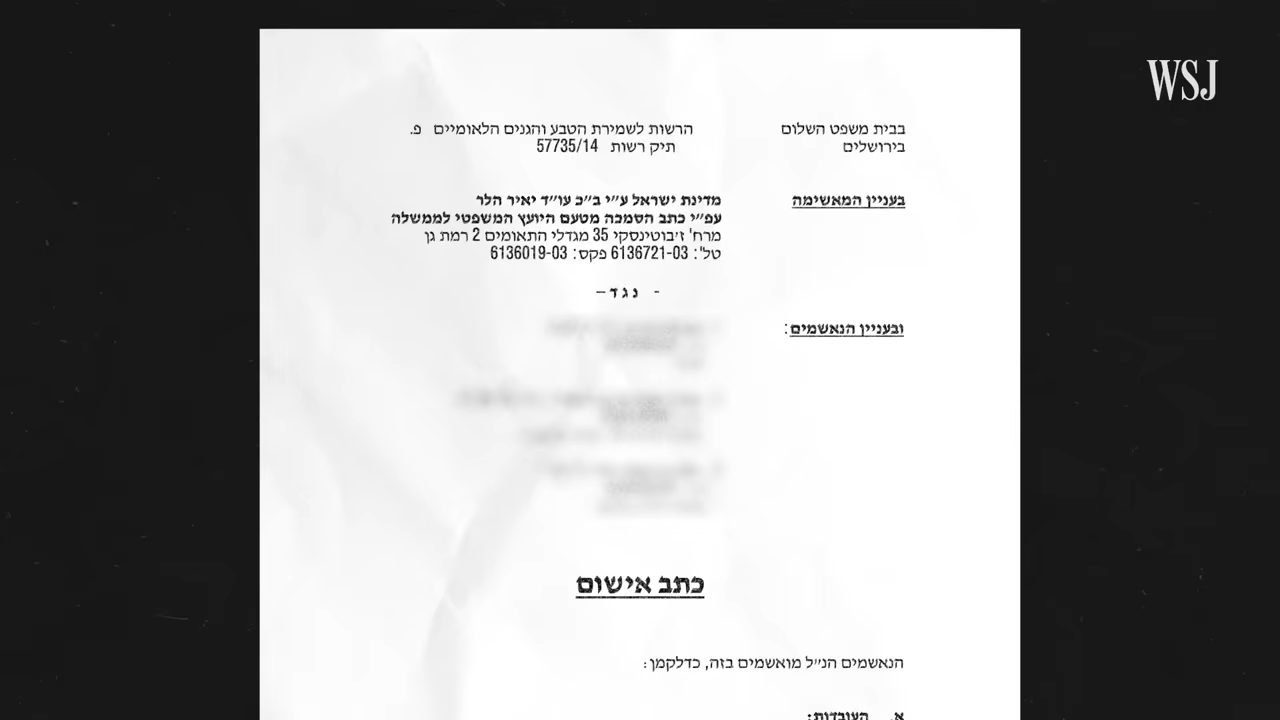 WSJ
בבית משפט השלום הרשות לשמירת הטבע והגנים הלאומיים פ.
בירושלים תיק רשות 57735/14
בעניין המאשימה מדינת ישראל ע״י ב״כ עו״ד יאיר הלר
עפ״י כתב הסמכה מטעם היועץ המשפטי לממשלה
מרח' ז'בוטינסקי 35 מגדלי התאומים 2 רמת גן
טל': 6136721-03 פקס: 6136019-03
- נגד –
ובעניין הנאשמים:
כתב אישום
הנאשמים הנ״ל מואשמים בזה, כדלקמן:
א. העובדות: